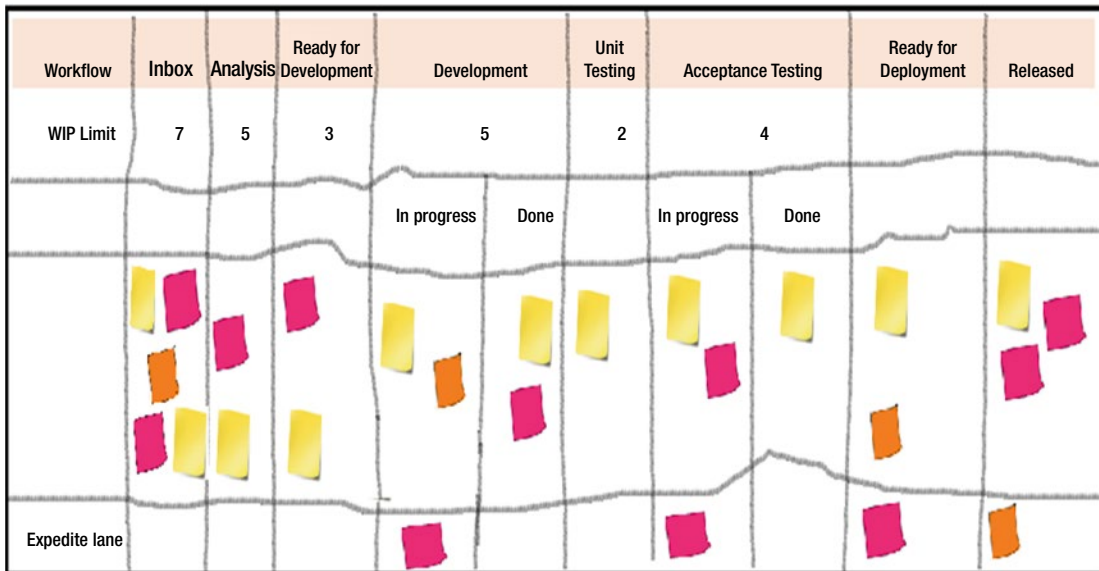 Workflow
Inbox
Analysis
Ready for
Development
Development
Unit
Testing
Acceptance Testing
Ready for
Deployment
Released
WIP Limit
7
5
3
5
2
4
In progress
Done
In progress
Done
Expedite lane